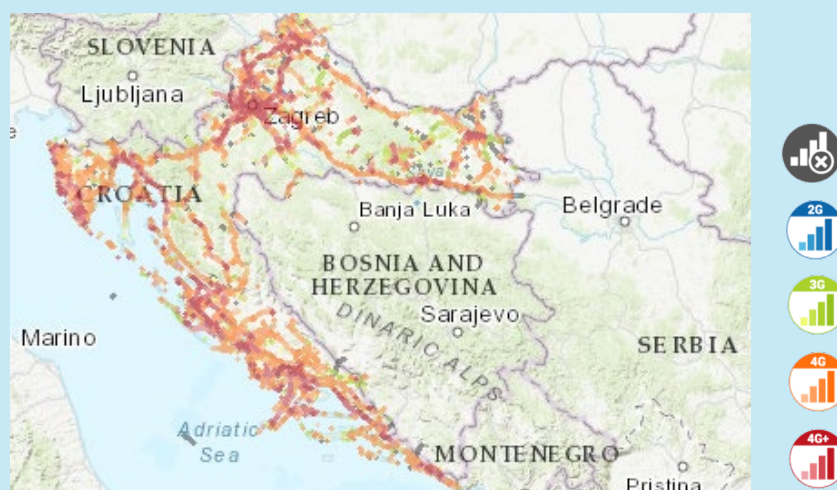 SLOVENIA
Ljubljana
Zagreb
CROATIA
Sava
Banja Luka
Belgrade
BOSNIA AND
HERZEGOVINA
DINARIC ALPS
Sarajevo
Marino
SERBIA
Adriatic
Sea
MONTENEGRO
Pristina
2G
3G
4G
4G+